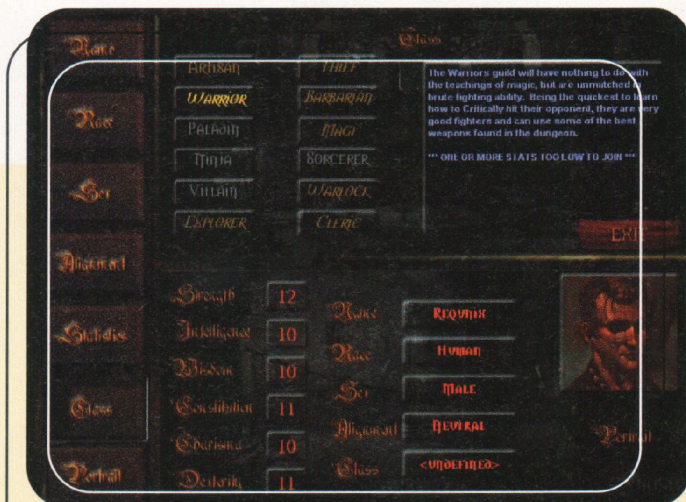 Class
Name
Race
Sex
Alignment
Statistics
Class
Portrait
Artisan
Thief
Warrior
Barbarian
Paladin
Magi
Ninja
Sorcerer
Villain
Warlock
Explorer
Cleric
The Warriors guild will have nothing to do with
the teachings of magic, but are unmatched in
brute fighting ability. Being the quickest to learn
how to Critically hit their opponent, they are very
good fighters and can use some of the best
weapons found in the dungeon.
*** ONE OR MORE STATS TOO LOW TO JOIN ***
EXIT
Strength 12
Intelligence 10
Wisdom 10
Constitution 11
Charisma 10
Dexterity 11
Name Requnix
Race Human
Sex Male
Alignment Neutral
Class <undefined>
Portrait